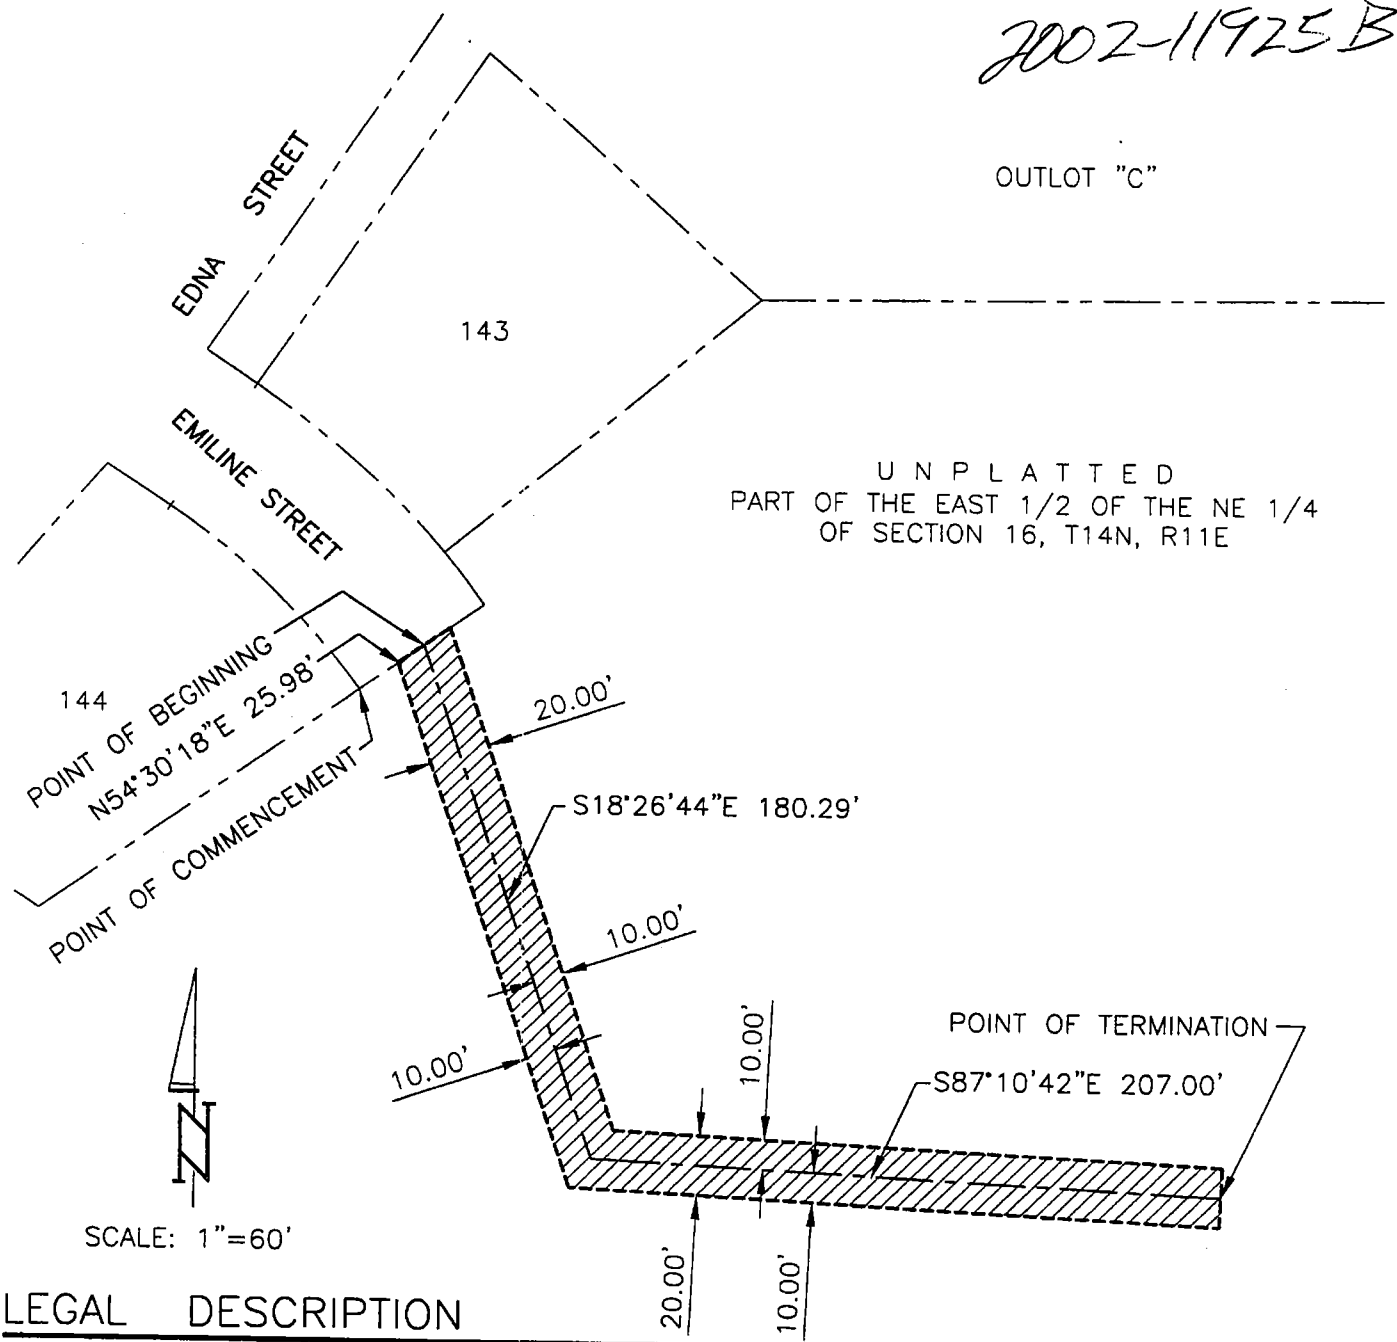 2002-11925B
OUTLOT "C"
EDNA STREET
143
EMILINE STREET
U N P L A T T E D
PART OF THE EAST 1/2 OF THE NE 1/4
OF SECTION 16, T14N, R11E
144
POINT OF BEGINNING
N54°30'18"E 25.98'
POINT OF COMMENCEMENT
20.00'
S18°26'44"E 180.29'
10.00'
10.00'
10.00'
POINT OF TERMINATION
S87°10'42"E 207.00'
N
SCALE: 1"=60'
20.00'
10.00'
LEGAL DESCRIPTION